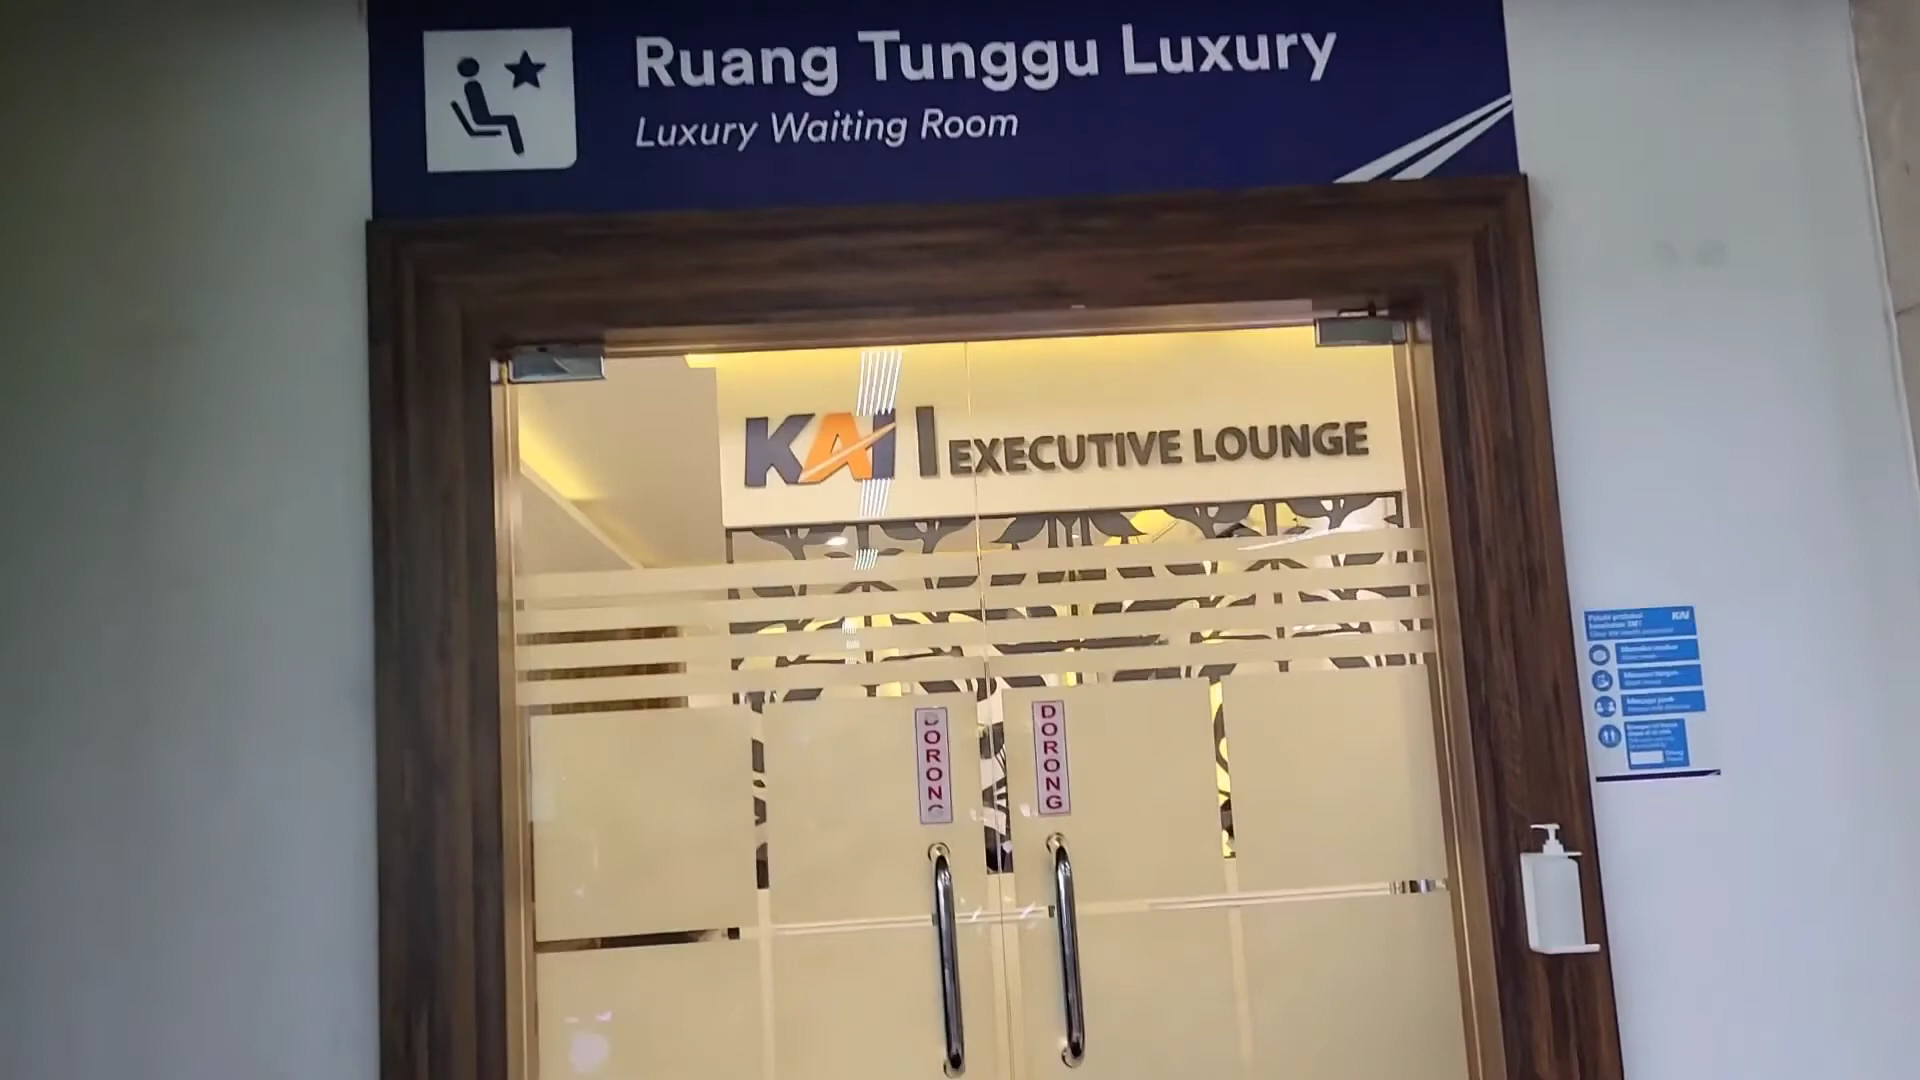 Ruang Tunggu Luxury
Luxury Waiting Room
KAI | EXECUTIVE LOUNGE
DORONG
DORONG
KAI